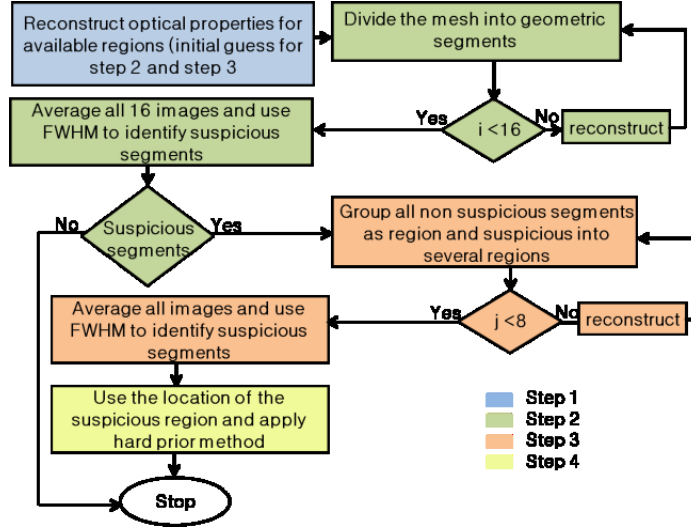 Reconstruct optical properties for
available regions (initial guess for
step 2 and step 3
Divide the mesh into geometric
segments
Average all 16 images and use
FWHM to identify suspicious
segments
Yes
i <16
No
reconstruct
No
Suspicious
segments
Yes
Group all non suspicious segments
as region and suspicious into
several regions
Average all images and use
FWHM to identify suspicious
segments
Yes
j <8
No
reconstruct
Use the location of the
suspicious region and apply
hard prior method
Stop
Step 1
Step 2
Step 3
Step 4